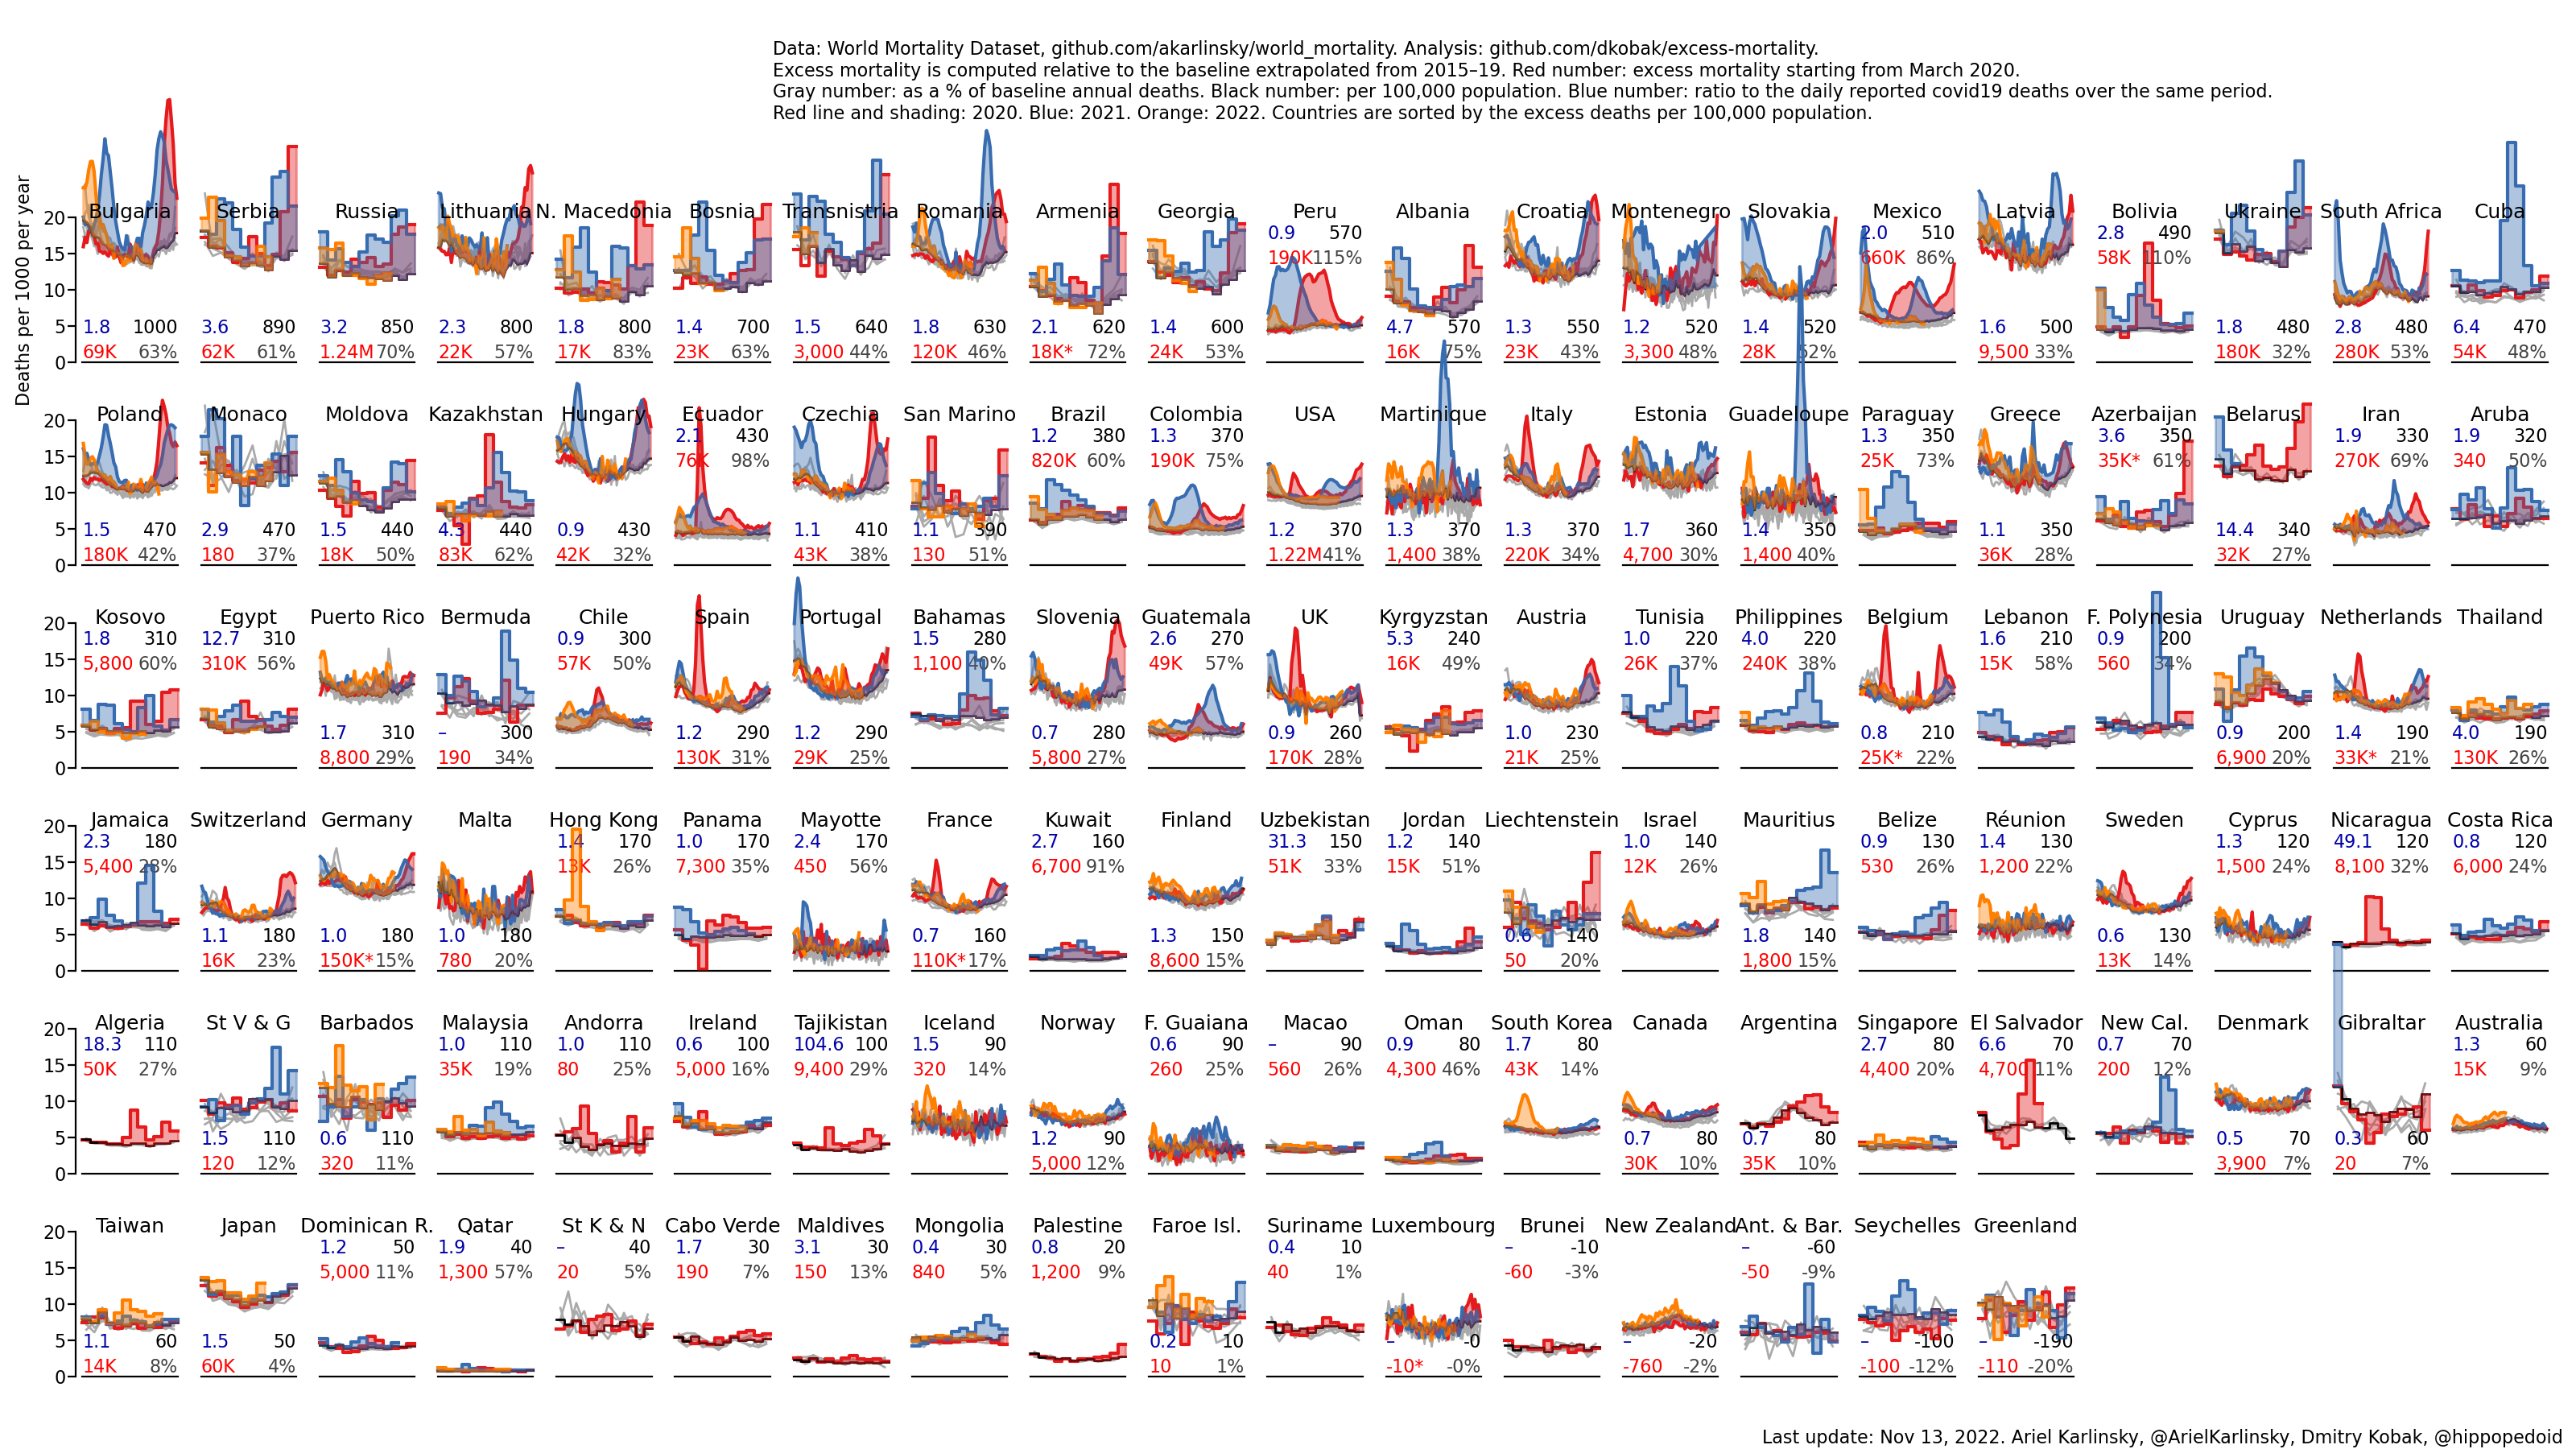 Data: World Mortality Dataset, github.com/akarlinsky/world_mortality. Analysis: github.com/dkobak/excess-mortality.
Excess mortality is computed relative to the baseline extrapolated from 2015–19. Red number: excess mortality starting from March 2020.
Gray number: as a % of baseline annual deaths. Black number: per 100,000 population. Blue number: ratio to the daily reported covid19 deaths over the same period.
Red line and shading: 2020. Blue: 2021. Orange: 2022. Countries are sorted by the excess deaths per 100,000 population.
Deaths per 1000 per year
Bulgaria Serbia Russia Lithuania N. Macedonia Bosnia Transnistria Romania Armenia Georgia Peru Albania Croatia Montenegro Slovakia Mexico Latvia Bolivia Ukraine South Africa Cuba
20
0.9 570 2.0 510 2.8 490
15
190K 115% 660K 86% 58K 110%
10
5
1.8 1000 3.6 890 3.2 850 2.3 800 1.8 800 1.4 700 1.5 640 1.8 630 2.1 620 1.4 600 4.7 570 1.3 550 1.2 520 1.4 520 1.6 500 1.8 480 2.8 480 6.4 470
69K 63% 62K 61% 1.24M 70% 22K 57% 17K 83% 23K 63% 3,000 44% 120K 46% 18K* 72% 24K 53% 16K 75% 23K 43% 3,300 48% 28K 52% 9,500 33% 180K 32% 280K 53% 54K 48%
0
Poland Monaco Moldova Kazakhstan Hungary Ecuador Czechia San Marino Brazil Colombia USA Martinique Italy Estonia Guadeloupe Paraguay Greece Azerbaijan Belarus Iran Aruba
20
2.1 430 1.2 380 1.3 370 1.3 350 3.6 350 1.9 330 1.9 320
15
76K 98% 820K 60% 190K 75% 25K 73% 35K* 61% 270K 69% 340 50%
10
5
1.5 470 2.9 470 1.5 440 4.3 440 0.9 430 1.1 410 1.1 390 1.2 370 1.3 370 1.3 370 1.7 360 1.4 350 1.1 350 14.4 340
180K 42% 180 37% 18K 50% 83K 62% 42K 32% 43K 38% 130 51% 1.22M 41% 1,400 38% 220K 34% 4,700 30% 1,400 40% 36K 28% 32K 27%
0
Kosovo Egypt Puerto Rico Bermuda Chile Spain Portugal Bahamas Slovenia Guatemala UK Kyrgyzstan Austria Tunisia Philippines Belgium Lebanon F. Polynesia Uruguay Netherlands Thailand
20
1.8 310 12.7 310 0.9 300 1.5 280 2.6 270 5.3 240 1.0 220 4.0 220 1.6 210 0.9 200
15
5,800 60% 310K 56% 57K 50% 1,100 40% 49K 57% 16K 49% 26K 37% 240K 38% 15K 58% 560 34%
10
5
1.7 310 – 300 1.2 290 1.2 290 0.7 280 0.9 260 1.0 230 0.8 210 0.9 200 1.4 190 4.0 190
8,800 29% 190 34% 130K 31% 29K 25% 5,800 27% 170K 28% 21K 25% 25K* 22% 6,900 20% 33K* 21% 130K 26%
0
Jamaica Switzerland Germany Malta Hong Kong Panama Mayotte France Kuwait Finland Uzbekistan Jordan Liechtenstein Israel Mauritius Belize Réunion Sweden Cyprus Nicaragua Costa Rica
20
2.3 180 1.4 170 1.0 170 2.4 170 2.7 160 31.3 150 1.2 140 1.0 140 0.9 130 1.4 130 1.3 120 49.1 120 0.8 120
15
5,400 28% 13K 26% 7,300 35% 450 56% 6,700 91% 51K 33% 15K 51% 12K 26% 530 26% 1,200 22% 1,500 24% 8,100 32% 6,000 24%
10
5
1.1 180 1.0 180 1.0 180 0.7 160 1.3 150 0.6 140 1.8 140 0.6 130
16K 23% 150K* 15% 780 20% 110K* 17% 8,600 15% 50 20% 1,800 15% 13K 14%
0
Algeria St V & G Barbados Malaysia Andorra Ireland Tajikistan Iceland Norway F. Guaiana Macao Oman South Korea Canada Argentina Singapore El Salvador New Cal. Denmark Gibraltar Australia
20
18.3 110 1.0 110 1.0 110 0.6 100 104.6 100 1.5 90 0.6 90 – 90 0.9 80 1.7 80 2.7 80 6.6 70 0.7 70 1.3 60
15
50K 27% 35K 19% 80 25% 5,000 16% 9,400 29% 320 14% 260 25% 560 26% 4,300 46% 43K 14% 4,400 20% 4,700 11% 200 12% 15K 9%
10
5
1.5 110 0.6 110 1.2 90 0.7 80 0.7 80 0.5 70 0.3 60
120 12% 320 11% 5,000 12% 30K 10% 35K 10% 3,900 7% 20 7%
0
Taiwan Japan Dominican R. Qatar St K & N Cabo Verde Maldives Mongolia Palestine Faroe Isl. Suriname Luxembourg Brunei New Zealand Ant. & Bar. Seychelles Greenland
20
1.2 50 1.9 40 – 40 1.7 30 3.1 30 0.4 30 0.8 20 0.4 10 – -10 – -60
15
5,000 11% 1,300 57% 20 5% 190 7% 150 13% 840 5% 1,200 9% 40 1% -60 -3% -50 -9%
10
5
1.1 60 1.5 50 0.2 10 – -0 – -20 – -100 – -190
14K 8% 60K 4% 10 1% -10* -0% -760 -2% -100 -12% -110 -20%
0
Last update: Nov 13, 2022. Ariel Karlinsky, @ArielKarlinsky, Dmitry Kobak, @hippopedoid